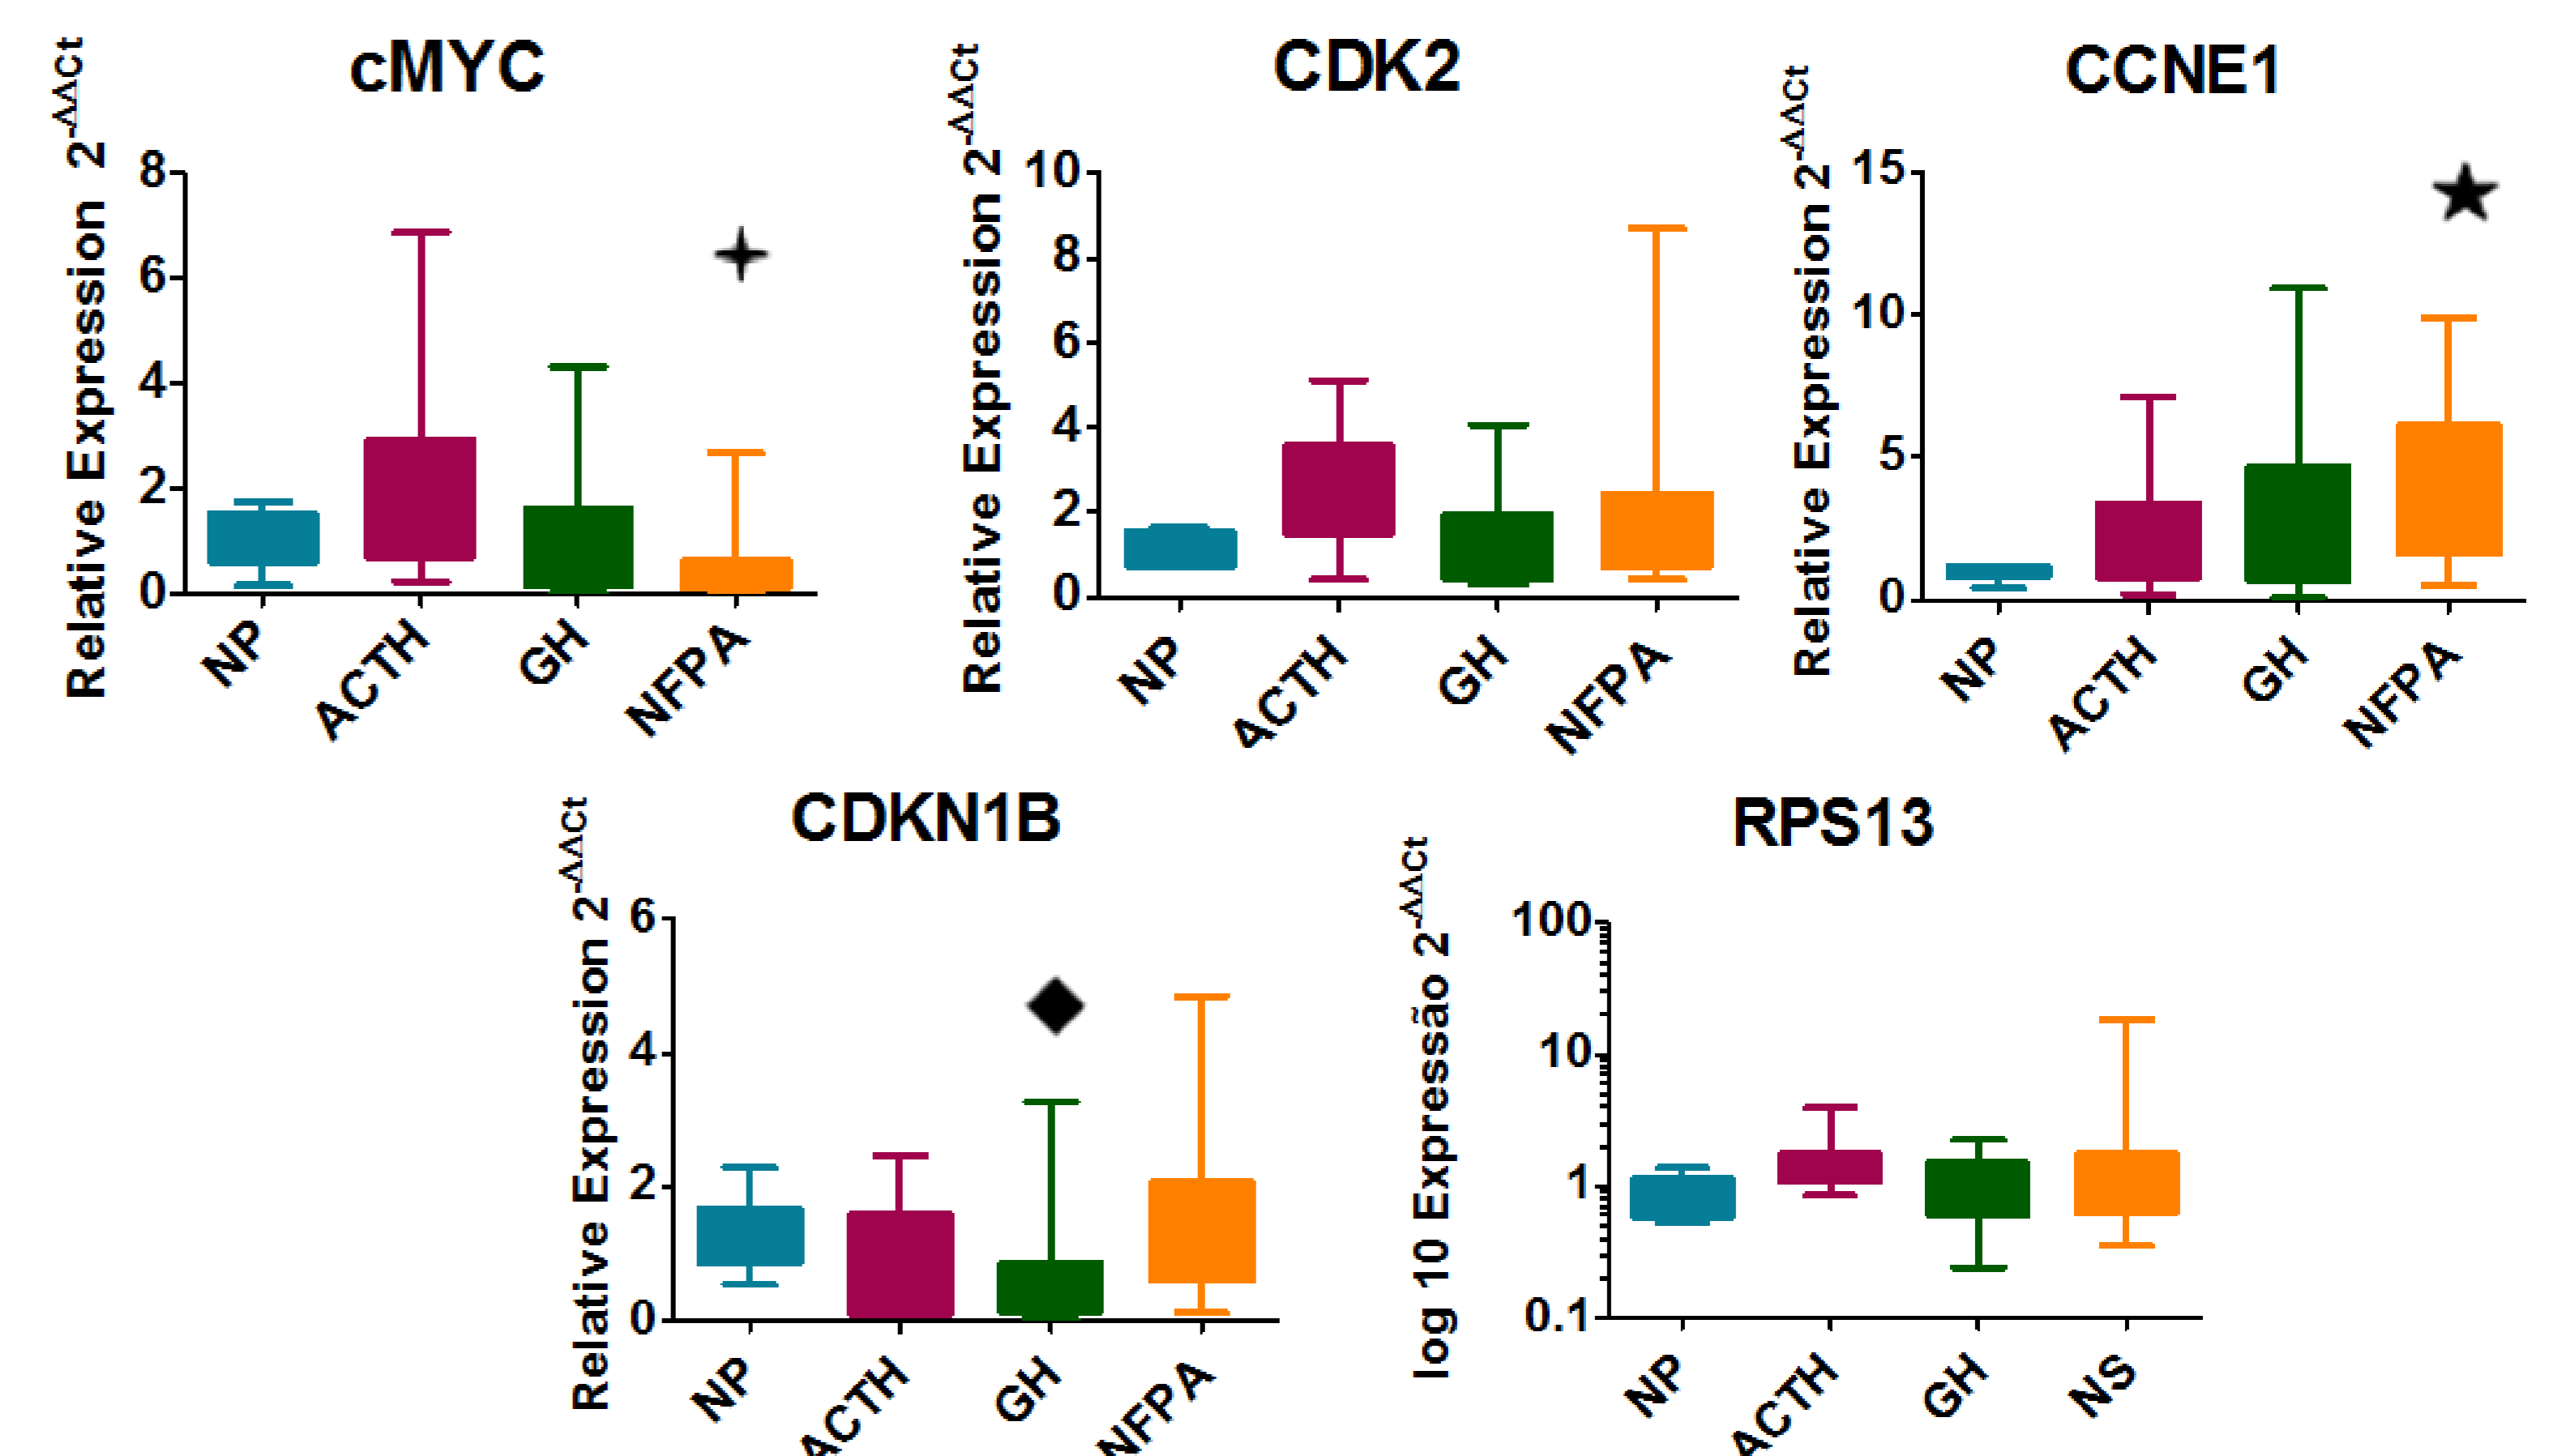 cMYC
Relative Expression 2-ΔΔCt
8
6
4
2
0
NP
ACTH
GH
NFPA
CDK2
Relative Expression 2-ΔΔCt
10
8
6
4
2
0
NP
ACTH
GH
NFPA
CCNE1
Relative Expression 2-ΔΔCt
15
10
5
0
NP
ACTH
GH
NFPA
CDKN1B
Relative Expression 2-ΔΔCt
6
4
2
0
NP
ACTH
GH
NFPA
RPS13
log 10 Expressão 2-ΔΔCt
100
10
1
0.1
NP
ACTH
GH
NS